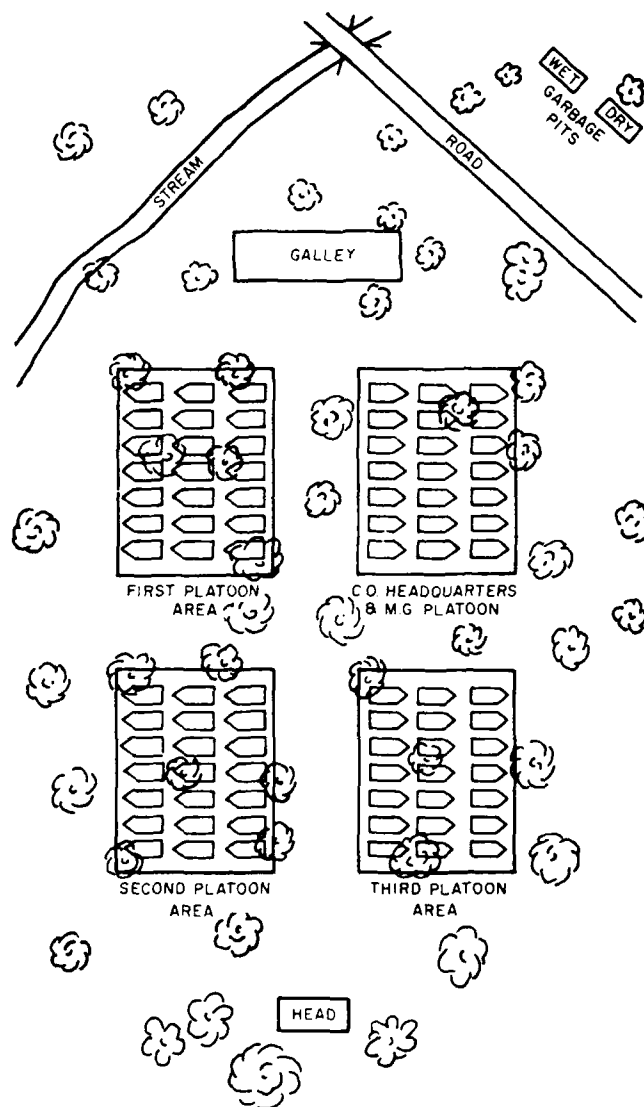 WET
GARBAGE
PITS
DRY
STREAM
ROAD
GALLEY
FIRST PLATOON
AREA
C.O. HEADQUARTERS
& M.G. PLATOON
SECOND PLATOON
AREA
THIRD PLATOON
AREA
HEAD